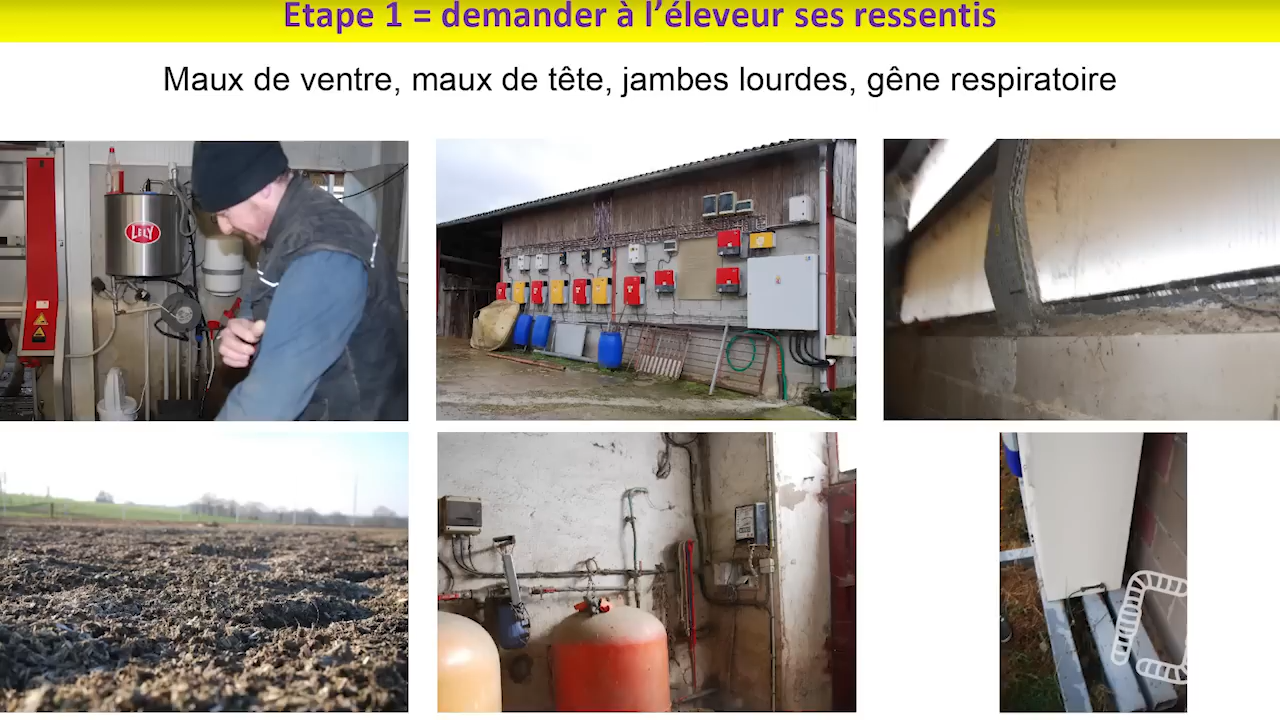 Etape 1 = demander à l’éleveur ses ressentis
Maux de ventre, maux de tête, jambes lourdes, gêne respiratoire
LELY